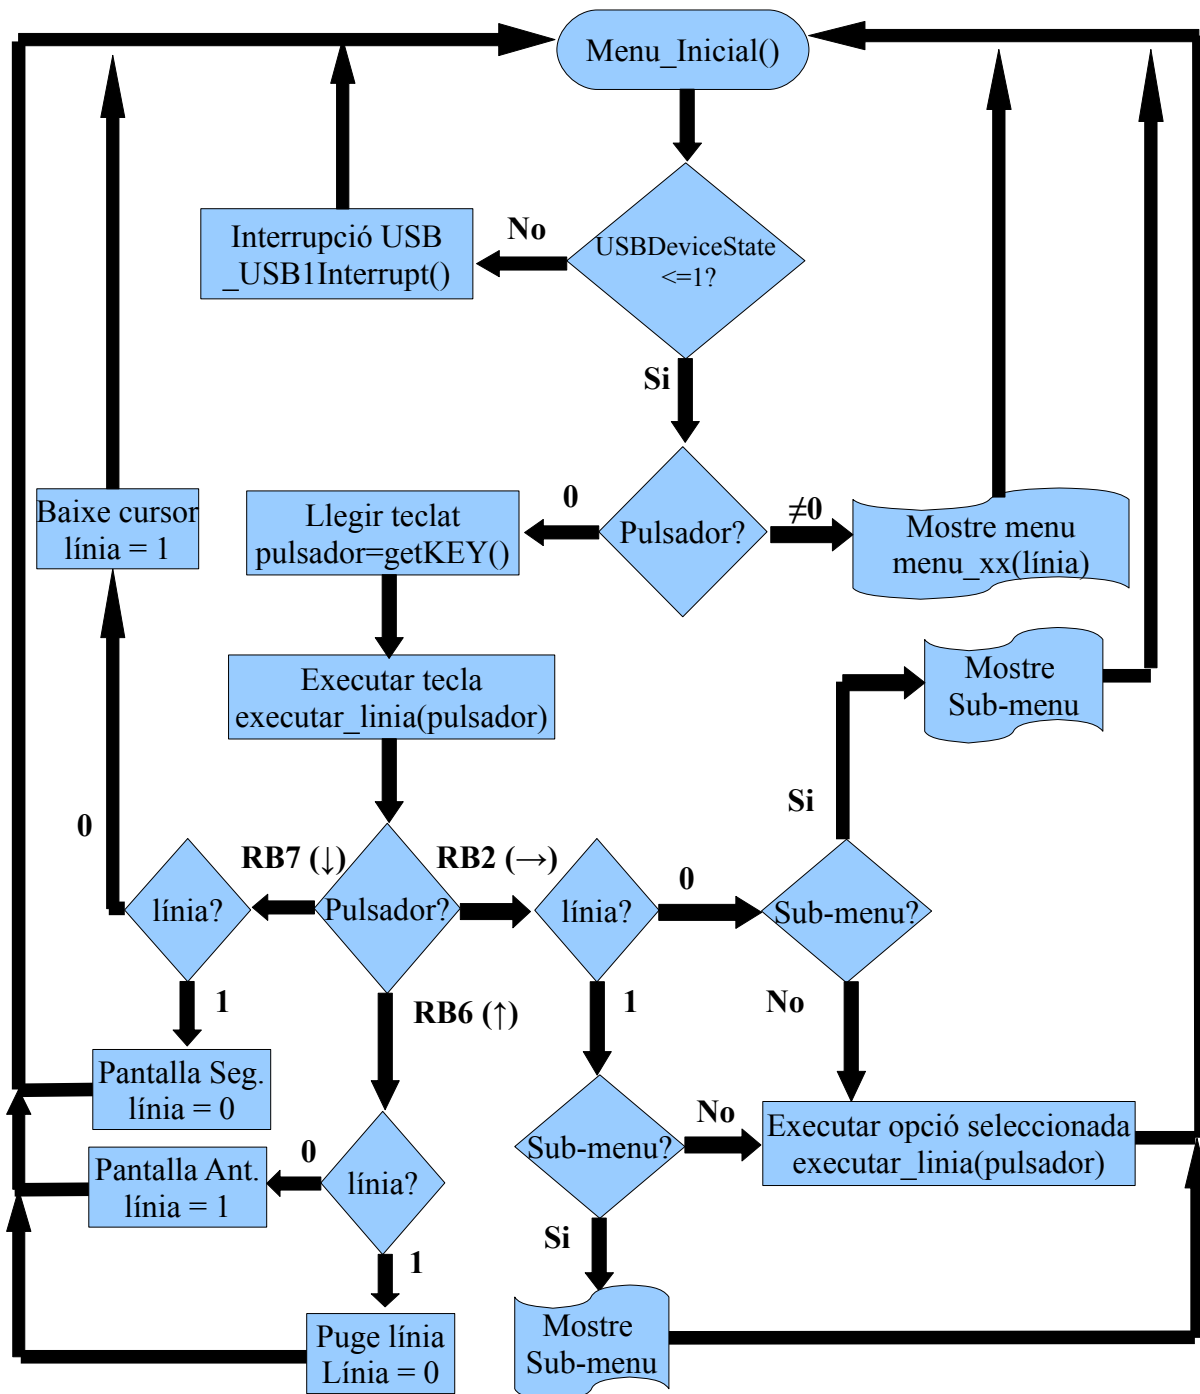 Menu_Inicial()
Interrupció USB
_USB1Interrupt()
No
USBDeviceState
<=1?
Si
Baixe cursor
línia = 1
Llegir teclat
pulsador=getKEY()
0
Pulsador?
≠0
Mostre menu
menu_xx(línia)
Executar tecla
executar_linia(pulsador)
Mostre
Sub-menu
Si
0
RB7 (↓)
RB2 (→)
0
línia?
Pulsador?
línia?
Sub-menu?
1
RB6 (↑)
1
No
Pantalla Seg.
línia = 0
No
Executar opció seleccionada
executar_linia(pulsador)
Sub-menu?
0
Pantalla Ant.
línia = 1
línia?
Si
1
Puge línia
Línia = 0
Mostre
Sub-menu